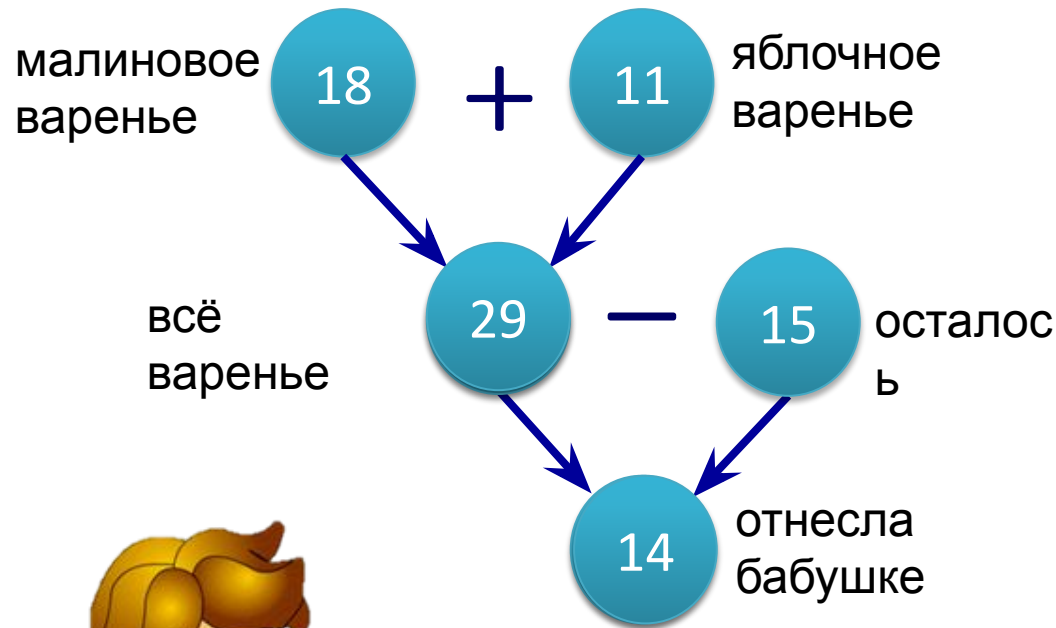 малиновое
варенье
18
+
11
яблочное
варенье
всё
варенье
29
—
15
осталос
ь
14
отнесла
бабушке